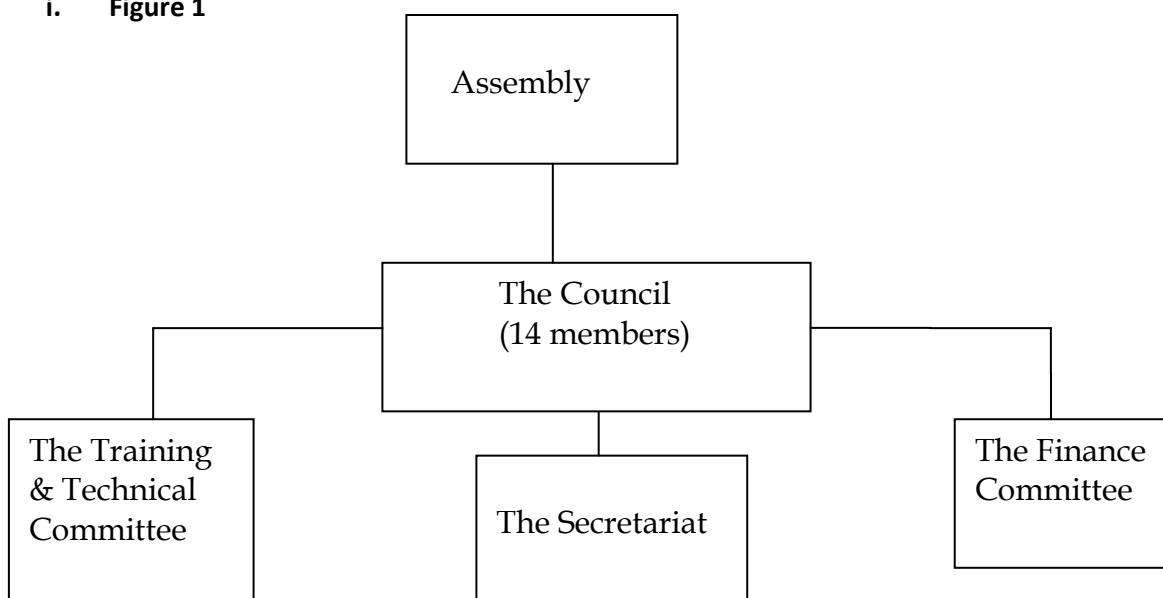 i. Figure 1
Assembly
The Council
(14 members)
The Training
& Technical
Committee
The Secretariat
The Finance
Committee